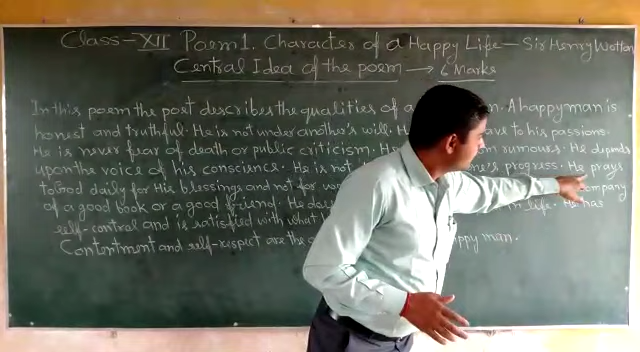 Class-XII Poem1. Character of a Happy Life - Sir Henry Wotton
Central Idea of the poem → 6 Marks
In this poem the poet describes the qualities of a A happy man is
honest and truthful. He is not under another's will. to his passions.
He is never fear of death or public criticism. rumours. He depends
upon the voice of his conscience. He is not progress. He prays
to God daily for His blessings and not for company
of a good book or a good friend. He in life. He has
self-control and is satisfied with what
Contentment and self-respect are the man.